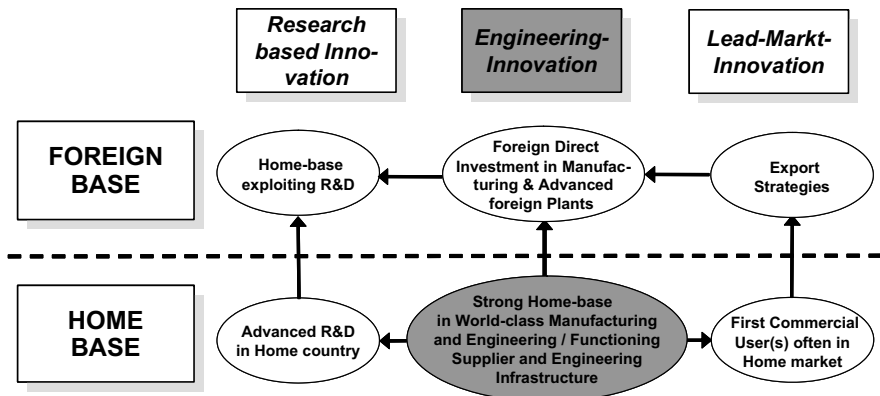 Research
based Inno-
vation
Engineering-
Innovation
Lead-Markt-
Innovation
FOREIGN
BASE
Home-base
exploiting R&D
Foreign Direct
Investment in Manufac-
turing & Advanced
foreign Plants
Export
Strategies
HOME
BASE
Advanced R&D
in Home country
Strong Home-base
in World-class Manufacturing
and Engineering / Functioning
Supplier and Engineering
Infrastructure
First Commercial
User(s) often in
Home market